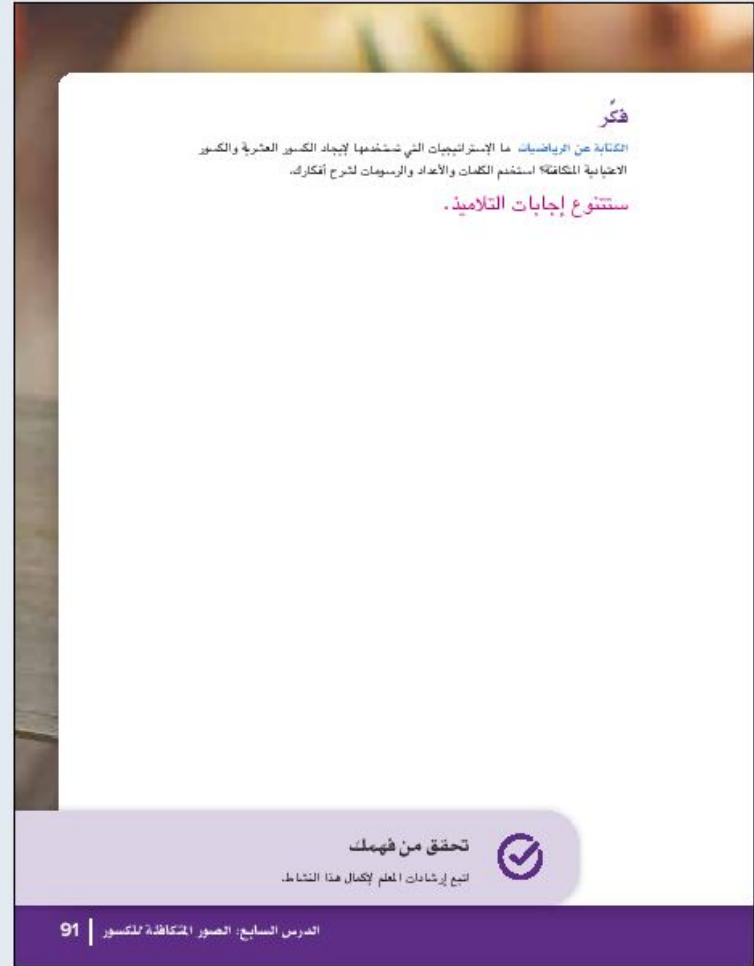 فكّر
الكتابة عن الرياضيات ما الإستراتيجيات التي تستخدمها لإيجاد الكسور العشرية والكسور
الاعتيادية المتكافئة؟ استخدم الكلمات والأعداد والرسومات لشرح أفكارك.
ستتنوع إجابات التلاميذ.
تحقق من فهمك
اتبع إرشادات المعلم لإكمال هذا النشاط.
الدرس السابع: الصور المتكافئة للكسور | 91